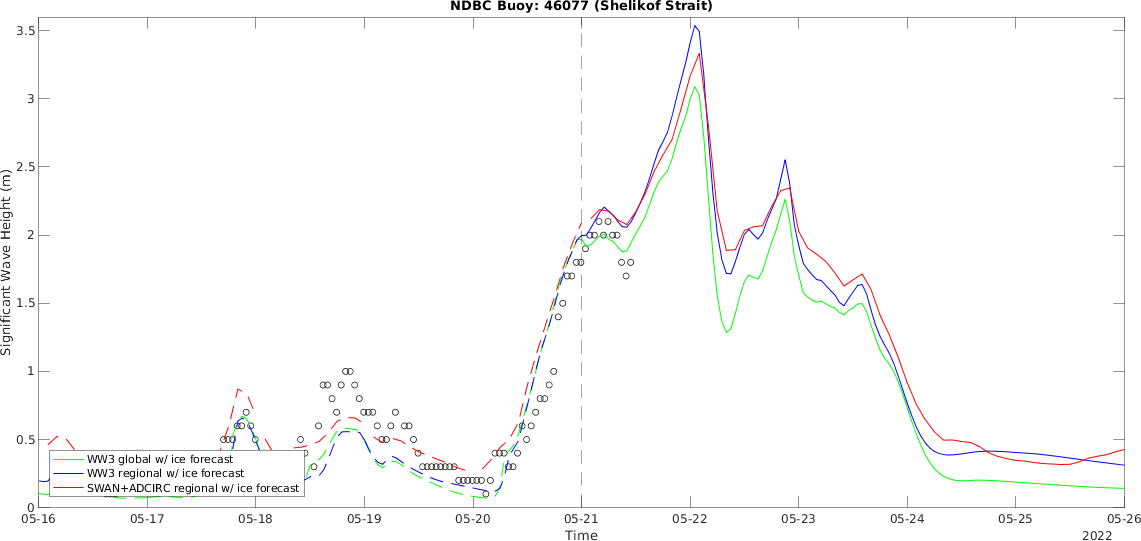 NDBC Buoy: 46077 (Shelikof Strait)
3.5
3
2.5
2
1.5
1
0.5
0
Significant Wave Height (m)
WW3 global w/ ice forecast
WW3 regional w/ ice forecast
SWAN+ADCIRC regional w/ ice forecast
05-16 05-17 05-18 05-19 05-20 05-21 05-22 05-23 05-24 05-25 05-26
Time
2022